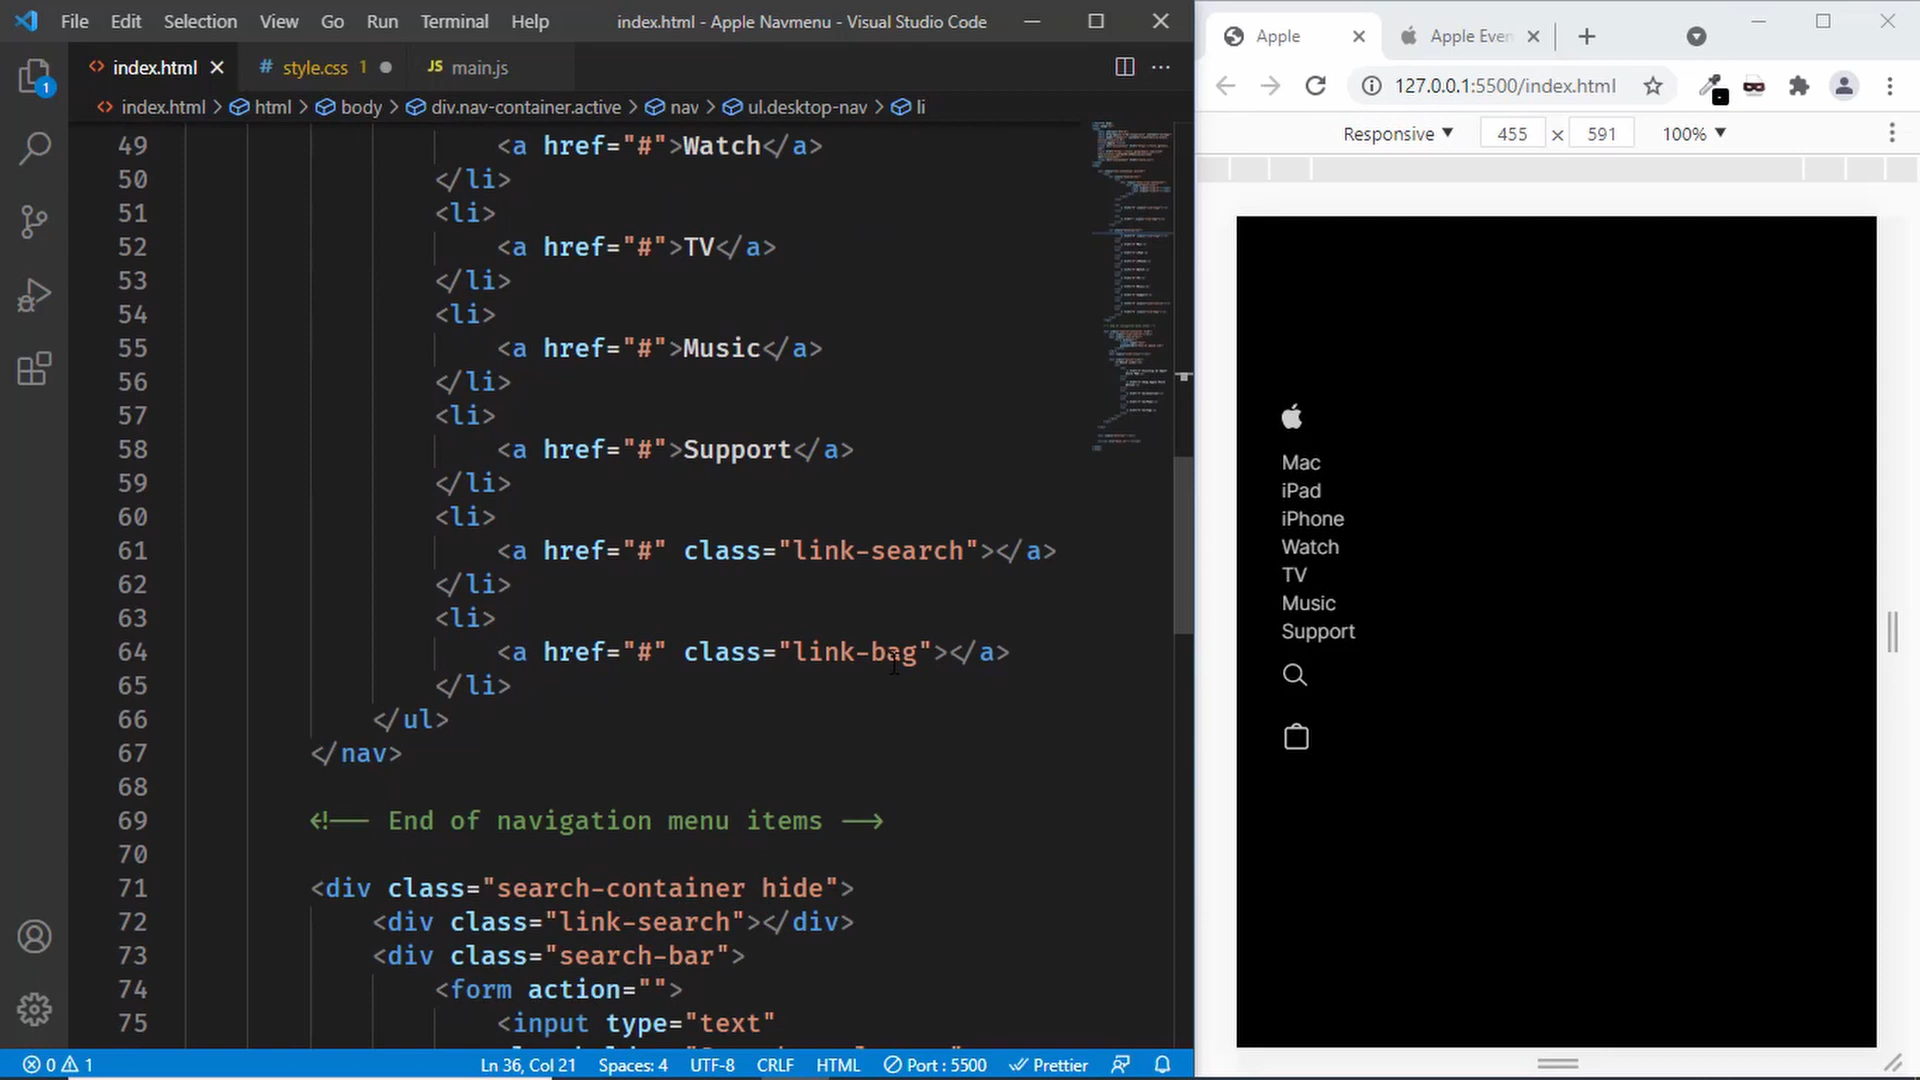 File Edit Selection View Go Run Terminal Help index.html - Apple Navmenu - Visual Studio Code
index.html style.css 1 JS main.js
index.html > html > body > div.nav-container.active > nav > ul.desktop-nav > li
49 <a href="#">Watch</a>
50 </li>
51 <li>
52 <a href="#">TV</a>
53 </li>
54 <li>
55 <a href="#">Music</a>
56 </li>
57 <li>
58 <a href="#">Support</a>
59 </li>
60 <li>
61 <a href="#" class="link-search"></a>
62 </li>
63 <li>
64 <a href="#" class="link-bag"></a>
65 </li>
66 </ul>
67 </nav>
68
69 <!-- End of navigation menu items -->
70
71 <div class="search-container hide">
72 <div class="link-search"></div>
73 <div class="search-bar">
74 <form action="">
75 <input type="text"
1
0 1 Ln 36, Col 21 Spaces: 4 UTF-8 CRLF HTML Port : 5500 Prettier
Apple Apple Even
127.0.0.1:5500/index.html
Responsive 455 × 591 100%
Mac
iPad
iPhone
Watch
TV
Music
Support